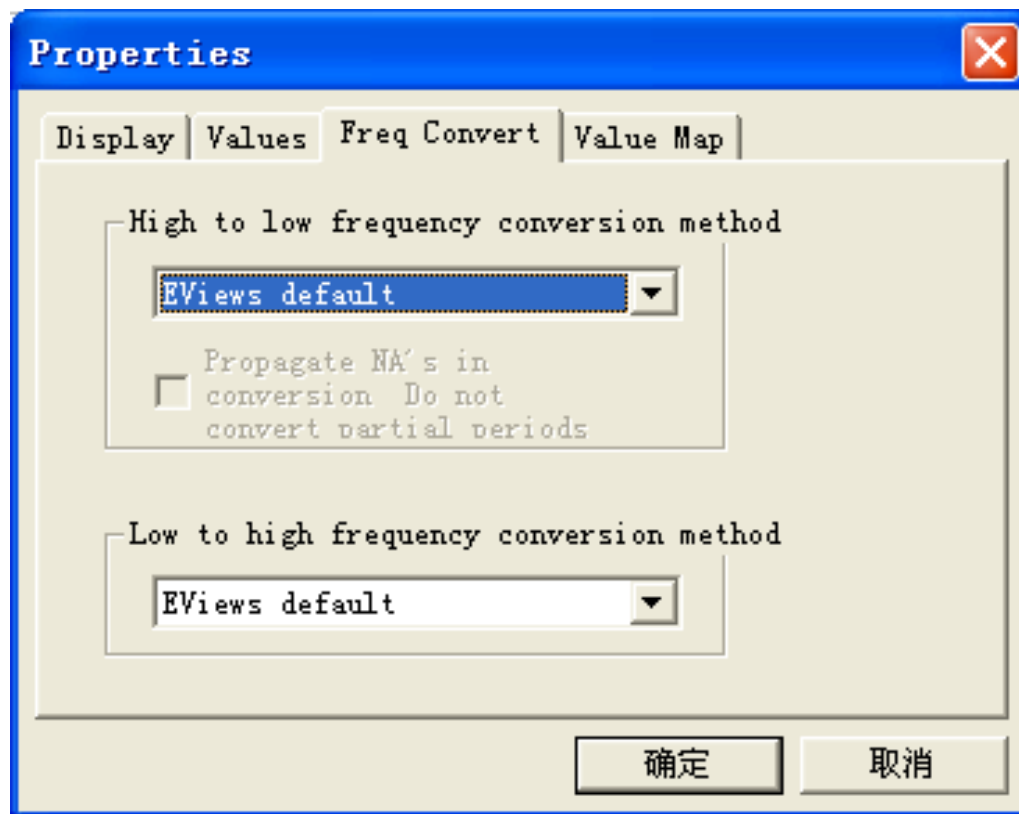 Properties
Display Values Freq Convert Value Map
High to low frequency conversion method
EViews default
Propagate NA's in
conversion Do not
convert partial periods
Low to high frequency conversion method
EViews default
确定 取消